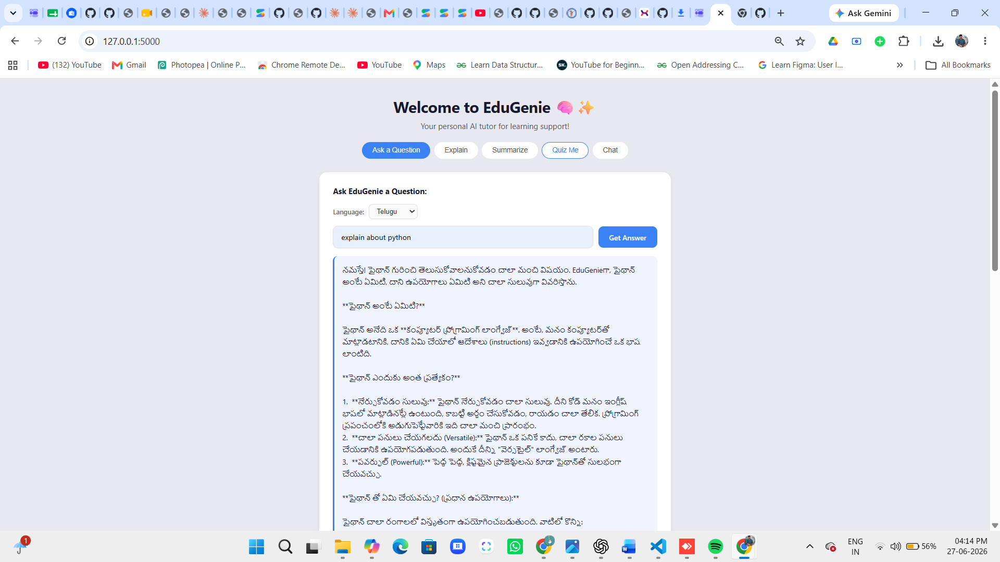 Ask Gemini
127.0.0.1:5000
(132) YouTube
Gmail
Photopea | Online P...
Chrome Remote De...
YouTube
Maps
Learn Data Structur...
YouTube for Beginn...
Open Addressing C...
Learn Figma: User I...
All Bookmarks
Welcome to EduGenie 🧠 ✨
Your personal AI tutor for learning support!
Ask a Question
Explain
Summarize
Quiz Me
Chat
Ask EduGenie a Question:
Language: Telugu
explain about python
Get Answer
నమస్తే! పైథాన్ గురించి తెలుసుకోవాలనుకోవడం చాలా మంచి విషయం. EduGenieగా, పైథాన్
అంటే ఏమిటి, దాని ఉపయోగాలు ఏమిటి అని చాలా సులువుగా వివరిస్తాను.
**పైథాన్ అంటే ఏమిటి?**
పైథాన్ అనేది ఒక **కంప్యూటర్ ప్రోగ్రామింగ్ లాంగ్వేజ్**. అంటే, మనం కంప్యూటర్‌తో
మాట్లాడటానికి, దానికి ఏమి చేయాలో ఆదేశాలు (instructions) ఇవ్వడానికి ఉపయోగించే ఒక భాష
లాంటిది.
**పైథాన్ ఎందుకు అంత ప్రత్యేకం?**
1. **నేర్చుకోవడం సులువు:** పైథాన్ నేర్చుకోవడం చాలా సులువు. దీని కోడ్ మనం ఇంగ్లీష్
భాషలో మాట్లాడినట్లే ఉంటుంది, కాబట్టి అర్థం చేసుకోవడం, రాయడం చాలా తేలిక. ప్రోగ్రామింగ్
ప్రపంచంలోకి అడుగుపెట్టేవారికి ఇది చాలా మంచి ప్రారంభం.
2. **చాలా పనులు చేయగలదు (Versatile):** పైథాన్ ఒక పనికే కాదు, చాలా రకాల పనులు
చేయడానికి ఉపయోగపడుతుంది. అందుకే దీన్ని "వెర్సటైల్" లాంగ్వేజ్ అంటారు.
3. **పవర్ఫుల్ (Powerful):** పెద్ద పెద్ద, క్లిష్టమైన ప్రాజెక్టులను కూడా పైథాన్‌తో సులభంగా
చేయవచ్చు.
**పైథాన్ తో ఏమి చేయవచ్చు? (ప్రధాన ఉపయోగాలు):**
పైథాన్ చాలా రంగాలలో విస్తృతంగా ఉపయోగించబడుతుంది. వాటిలో కొన్ని:
1
ENG
IN
56%
04:14 PM
27-06-2026